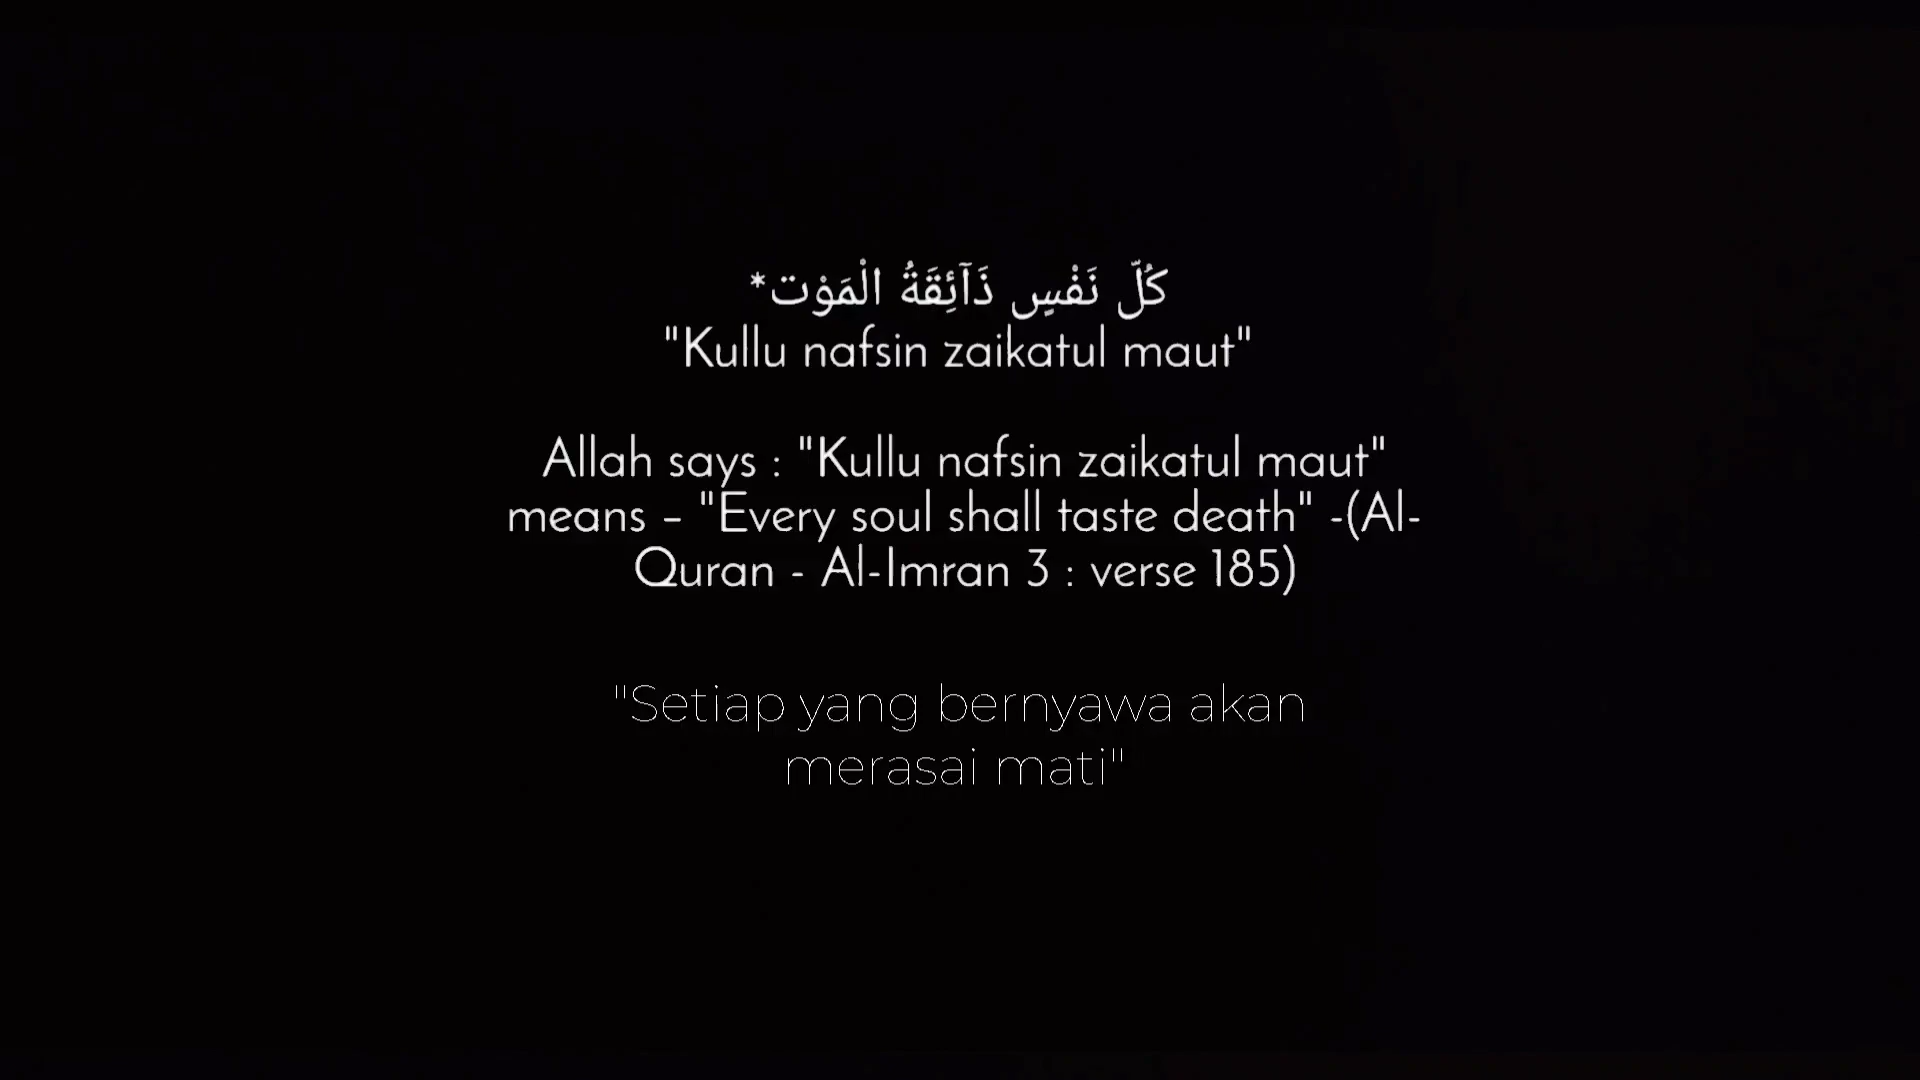 كُلّ نَفْسٍ ذَآئِقَةُ الْمَوْت*
"Kullu nafsin zaikatul maut"
Allah says : "Kullu nafsin zaikatul maut"
means – "Every soul shall taste death" -(Al-
Quran - Al-Imran 3 : verse 185)
"Setiap yang bernyawa akan
merasai mati"